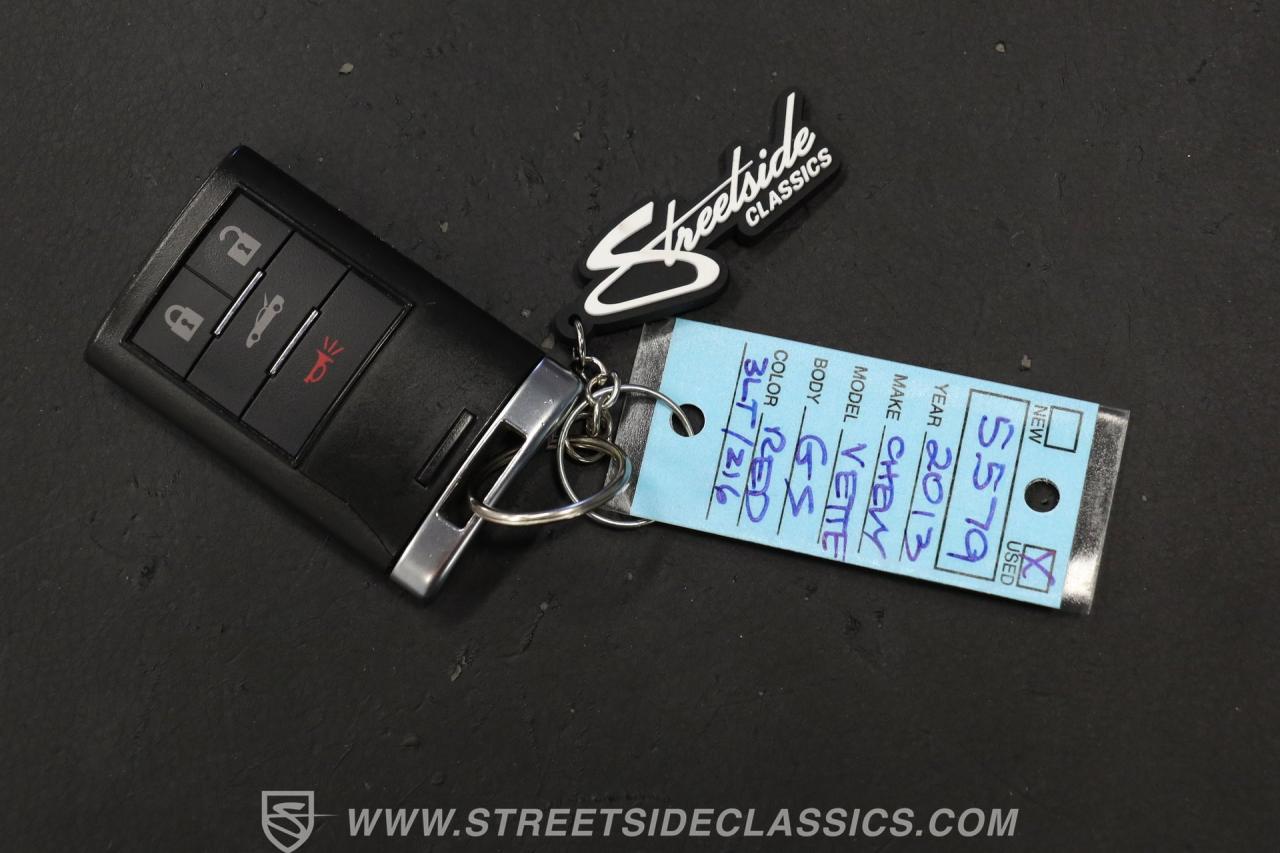 Streetside
CLASSICS
NEW USED X
5579
YEAR 2013
MAKE CHEVY
MODEL VETTE
BODY GS
COLOR RED
3LT/216
WWW.STREETSIDECLASSICS.COM